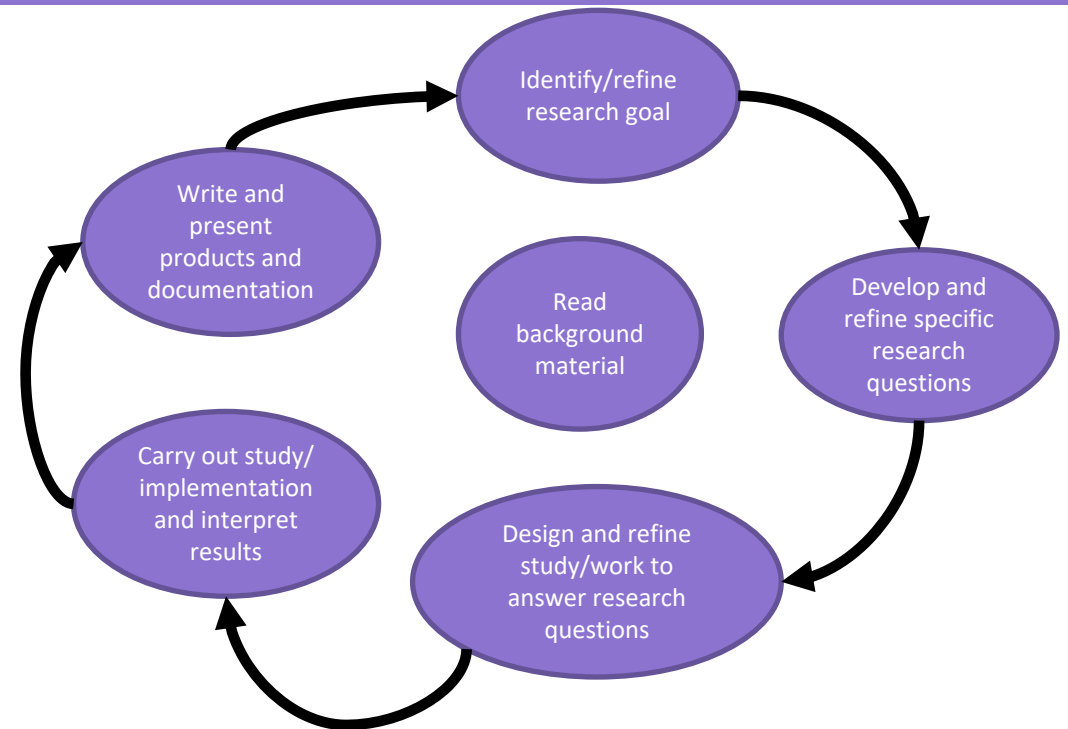 Identify/refine
research goal
Write and
present
products and
documentation
Read
background
material
Develop and
refine specific
research
questions
Carry out study/
implementation
and interpret
results
Design and refine
study/work to
answer research
questions